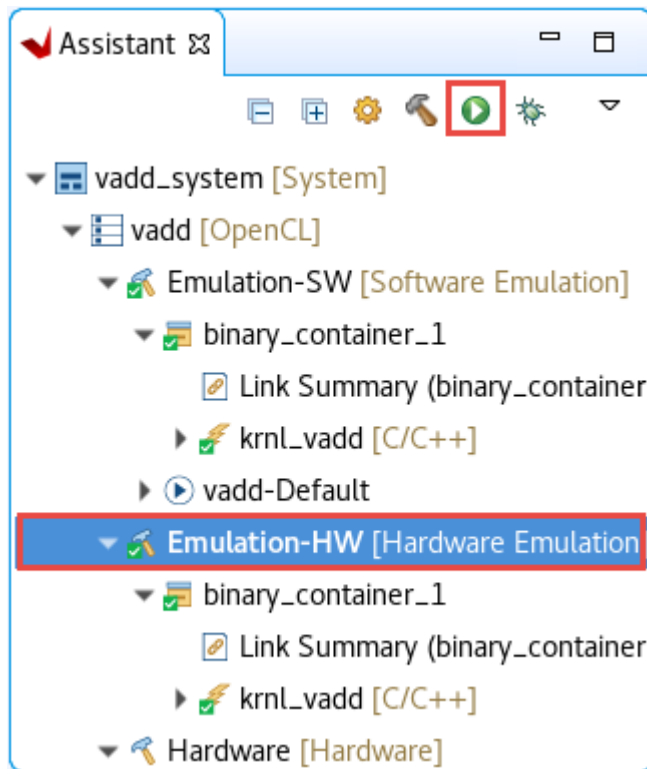 Assistant
vadd_system [System]
vadd [OpenCL]
Emulation-SW [Software Emulation]
binary_container_1
Link Summary (binary_container
krnl_vadd [C/C++]
vadd-Default
Emulation-HW [Hardware Emulation
binary_container_1
Link Summary (binary_container
krnl_vadd [C/C++]
Hardware [Hardware]